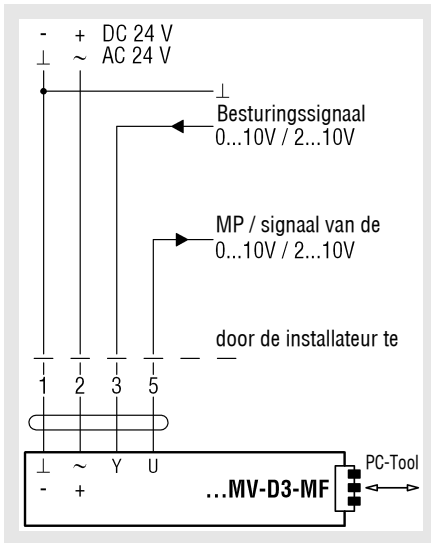 - + DC 24 V
⊥ ~ AC 24 V
⊥
Besturingssignaal
0...10V / 2...10V
MP / signaal van de
0...10V / 2...10V
door de installateur te
1 2 3 5
⊥ ~ Y U
- + ...MV-D3-MF
PC-Tool